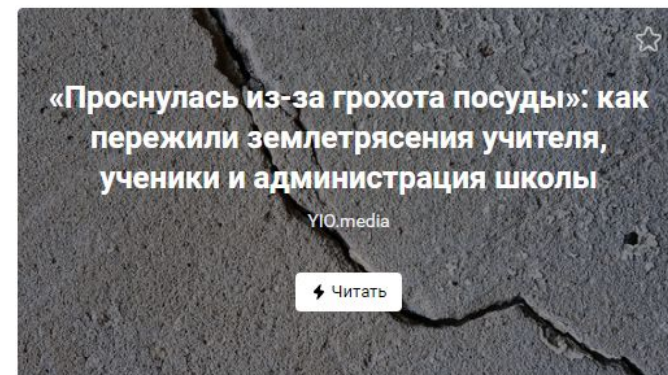 «Проснулась из-за грохота посуды»: как
пережили землетрясения учителя,
ученики и администрация школы
YIO.media
Читать